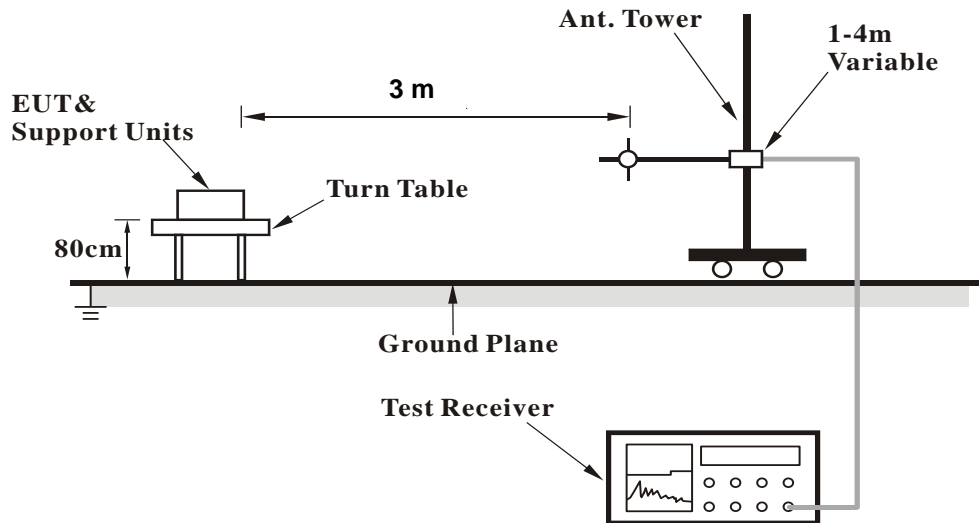 Ant. Tower
1-4m
Variable
3 m
EUT&
Support Units
Turn Table
80cm
Ground Plane
Test Receiver